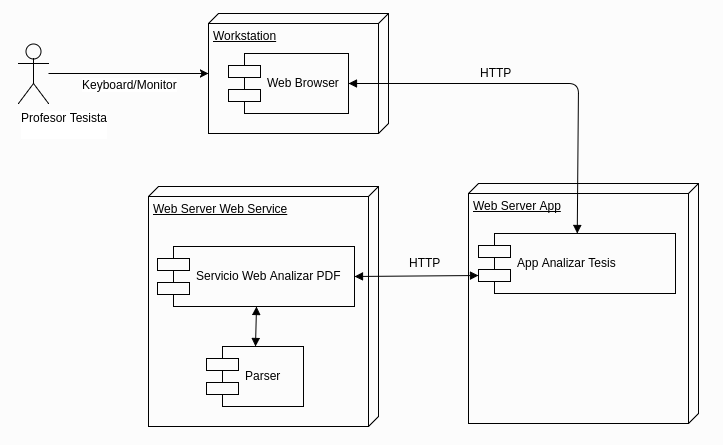 Workstation
Web Browser
Keyboard/Monitor
Profesor Tesista
HTTP
Web Server Web Service
Servicio Web Analizar PDF
Parser
HTTP
Web Server App
App Analizar Tesis